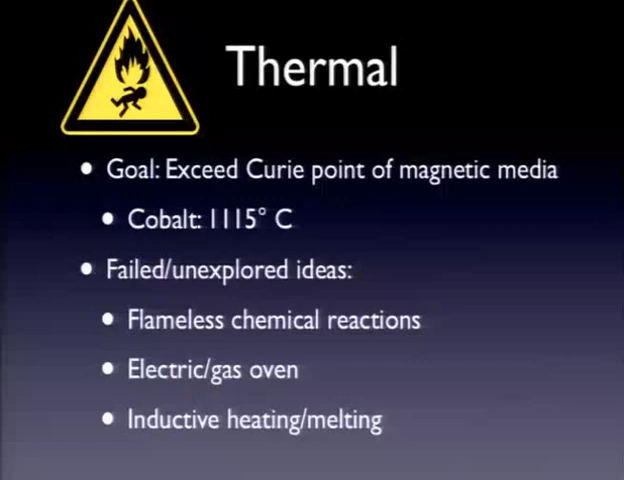 Thermal
• Goal: Exceed Curie point of magnetic media
• Cobalt: 1115° C
• Failed/unexplored ideas:
• Flameless chemical reactions
• Electric/gas oven
• Inductive heating/melting